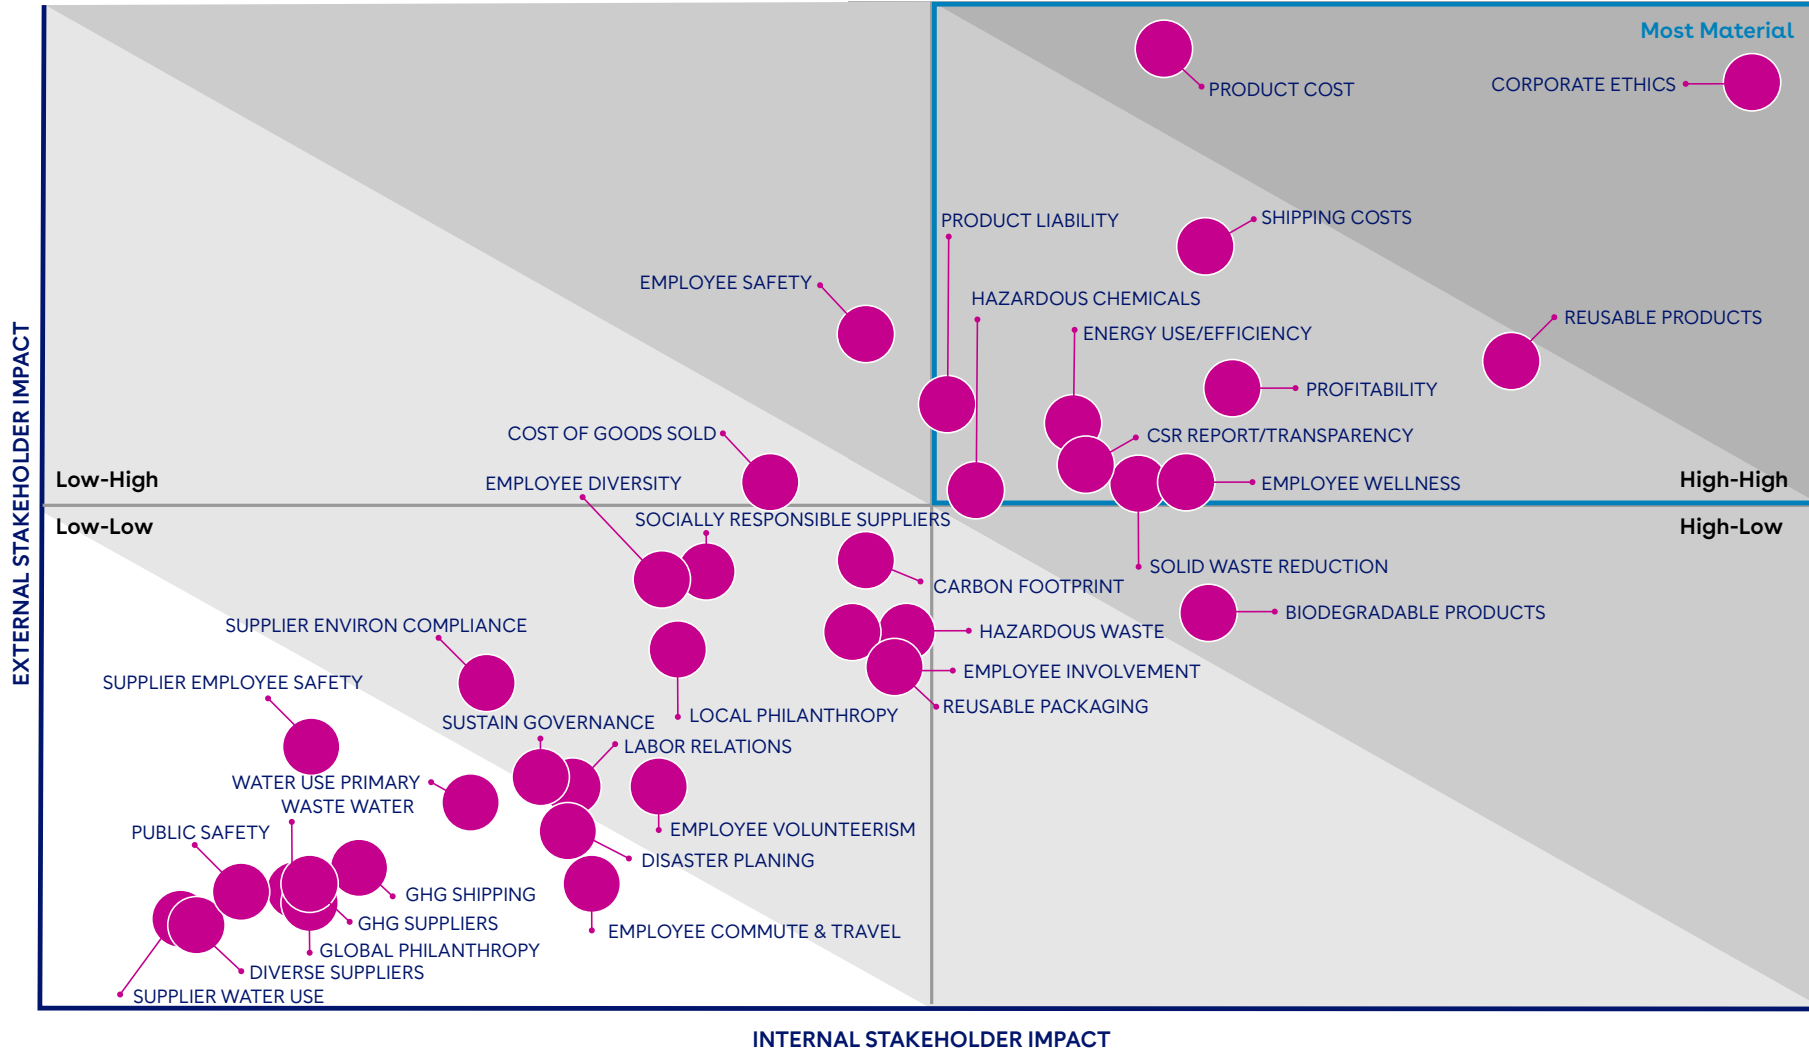 Most Material
PRODUCT COST
CORPORATE ETHICS
PRODUCT LIABILITY
SHIPPING COSTS
EMPLOYEE SAFETY
HAZARDOUS CHEMICALS
ENERGY USE/EFFICIENCY
REUSABLE PRODUCTS
PROFITABILITY
COST OF GOODS SOLD
CSR REPORT/TRANSPARENCY
Low-High
EMPLOYEE DIVERSITY
EMPLOYEE WELLNESS
High-High
Low-Low
SOCIALLY RESPONSIBLE SUPPLIERS
High-Low
SOLID WASTE REDUCTION
CARBON FOOTPRINT
BIODEGRADABLE PRODUCTS
SUPPLIER ENVIRON COMPLIANCE
HAZARDOUS WASTE
EMPLOYEE INVOLVEMENT
SUPPLIER EMPLOYEE SAFETY
REUSABLE PACKAGING
LOCAL PHILANTHROPY
SUSTAIN GOVERNANCE
LABOR RELATIONS
WATER USE PRIMARY
WASTE WATER
PUBLIC SAFETY
EMPLOYEE VOLUNTEERISM
DISASTER PLANING
GHG SHIPPING
GHG SUPPLIERS
EMPLOYEE COMMUTE & TRAVEL
GLOBAL PHILANTHROPY
DIVERSE SUPPLIERS
SUPPLIER WATER USE
EXTERNAL STAKEHOLDER IMPACT
INTERNAL STAKEHOLDER IMPACT